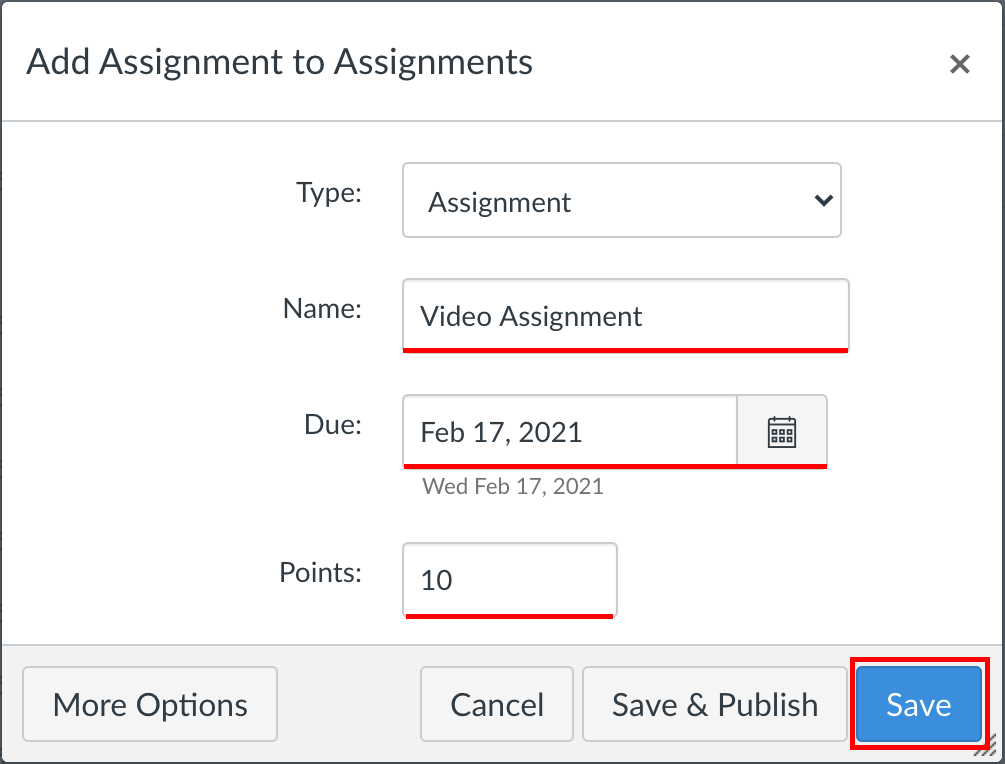 Add Assignment to Assignments ×
Type: Assignment
Name: Video Assignment
Due: Feb 17, 2021
Wed Feb 17, 2021
Points: 10
More Options Cancel Save & Publish Save